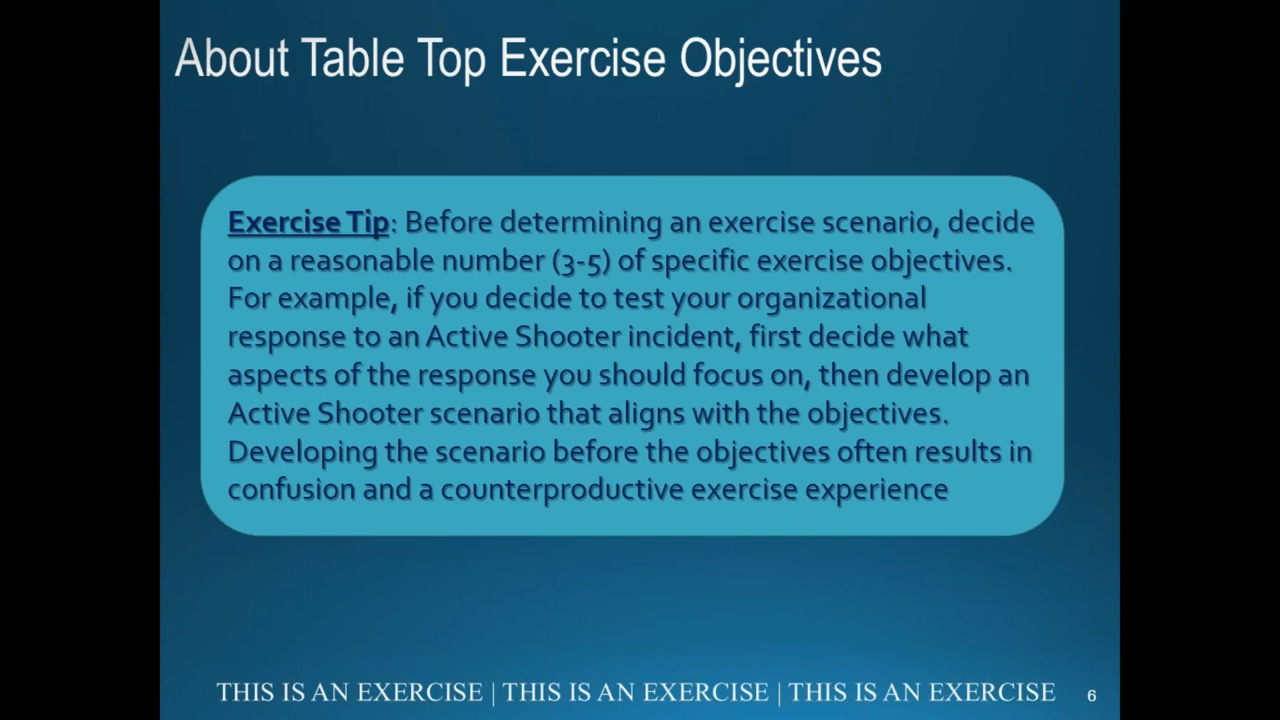 About Table Top Exercise Objectives
Exercise Tip: Before determining an exercise scenario, decide
on a reasonable number (3-5) of specific exercise objectives.
For example, if you decide to test your organizational
response to an Active Shooter incident, first decide what
aspects of the response you should focus on, then develop an
Active Shooter scenario that aligns with the objectives.
Developing the scenario before the objectives often results in
confusion and a counterproductive exercise experience
THIS IS AN EXERCISE | THIS IS AN EXERCISE | THIS IS AN EXERCISE 6